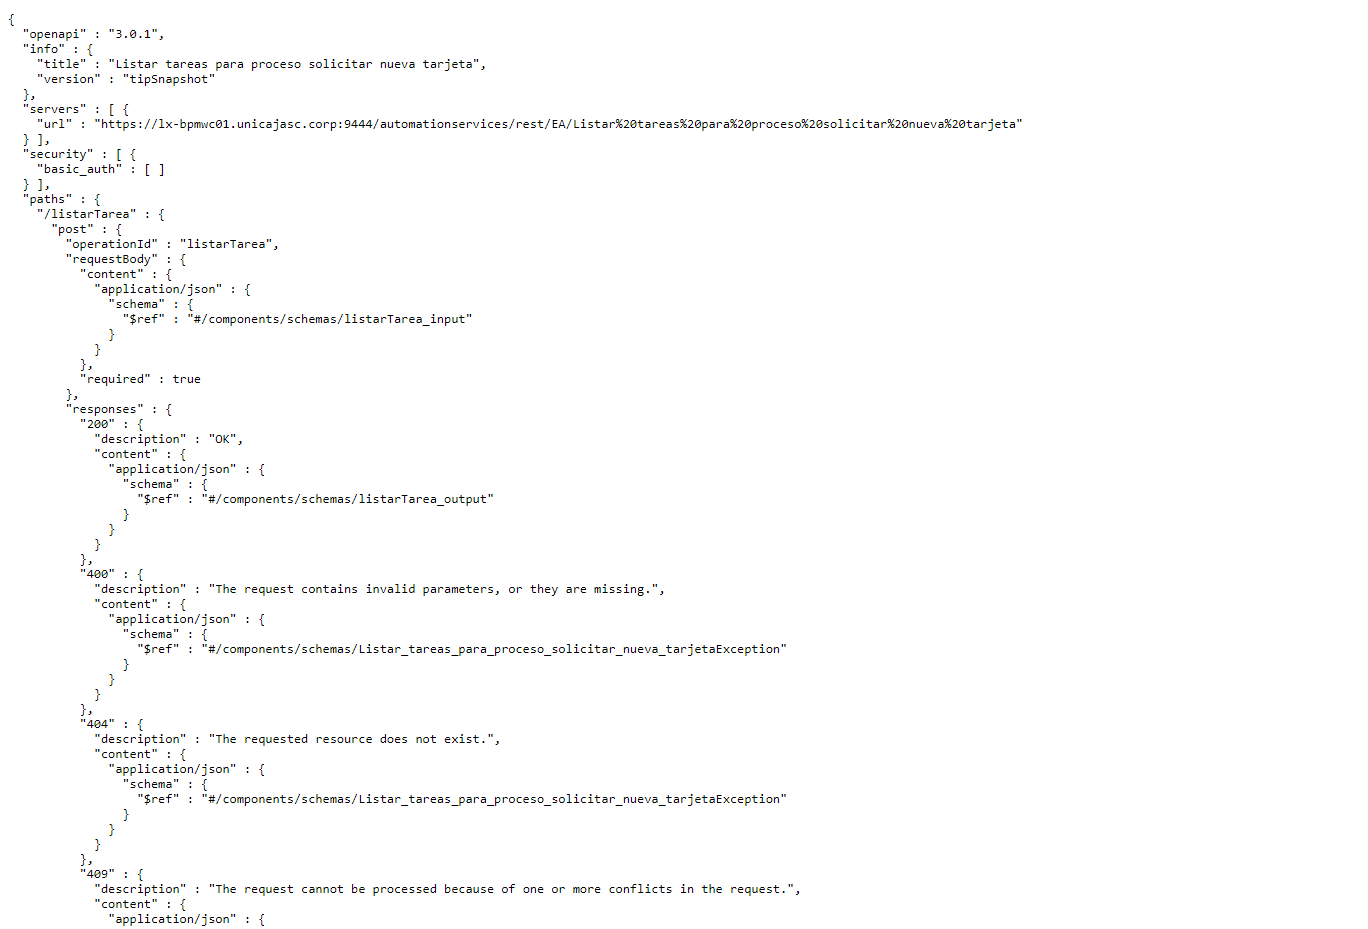 {
  "openapi" : "3.0.1",
  "info" : {
    "title" : "Listar tareas para proceso solicitar nueva tarjeta",
    "version" : "tipSnapshot"
  },
  "servers" : [ {
    "url" : "https://lx-bpmwc01.unicajasc.corp:9444/automationservices/rest/EA/Listar%20tareas%20para%20proceso%20solicitar%20nueva%20tarjeta"
  } ],
  "security" : [ {
    "basic_auth" : [ ]
  } ],
  "paths" : {
    "/listarTarea" : {
      "post" : {
        "operationId" : "listarTarea",
        "requestBody" : {
          "content" : {
            "application/json" : {
              "schema" : {
                "$ref" : "#/components/schemas/listarTarea_input"
              }
            }
          },
          "required" : true
        },
        "responses" : {
          "200" : {
            "description" : "OK",
            "content" : {
              "application/json" : {
                "schema" : {
                  "$ref" : "#/components/schemas/listarTarea_output"
                }
              }
            }
          },
          "400" : {
            "description" : "The request contains invalid parameters, or they are missing.",
            "content" : {
              "application/json" : {
                "schema" : {
                  "$ref" : "#/components/schemas/Listar_tareas_para_proceso_solicitar_nueva_tarjetaException"
                }
              }
            }
          },
          "404" : {
            "description" : "The requested resource does not exist.",
            "content" : {
              "application/json" : {
                "schema" : {
                  "$ref" : "#/components/schemas/Listar_tareas_para_proceso_solicitar_nueva_tarjetaException"
                }
              }
            }
          },
          "409" : {
            "description" : "The request cannot be processed because of one or more conflicts in the request.",
            "content" : {
              "application/json" : {